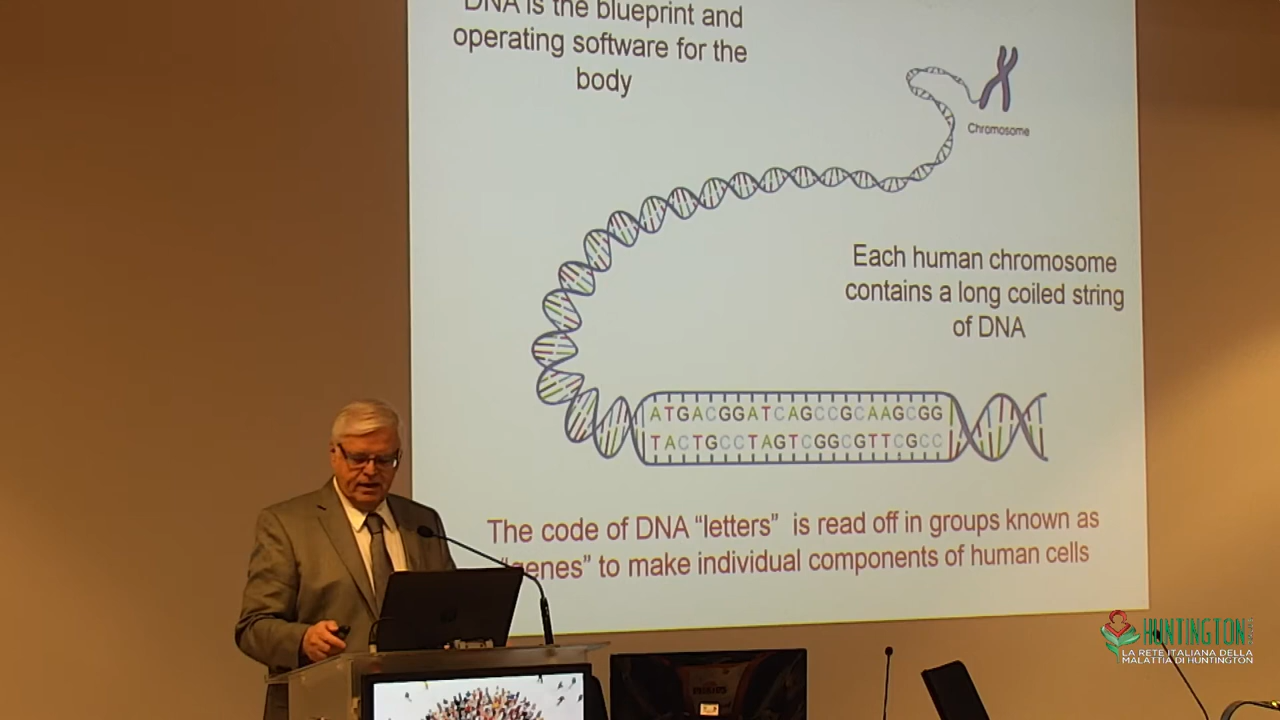 DNA is the blueprint and
operating software for the
body
Chromosome
Each human chromosome
contains a long coiled string
of DNA
ATGACGGATCAGCCGCAAGCGG
TACTGCCTAGTCGGCGTTCGCC
The code of DNA “letters” is read off in groups known as
“genes” to make individual components of human cells
HUNTINGTON
LA RETE ITALIANA DELLA
MALATTIA DI HUNTINGTON
PHILIPS